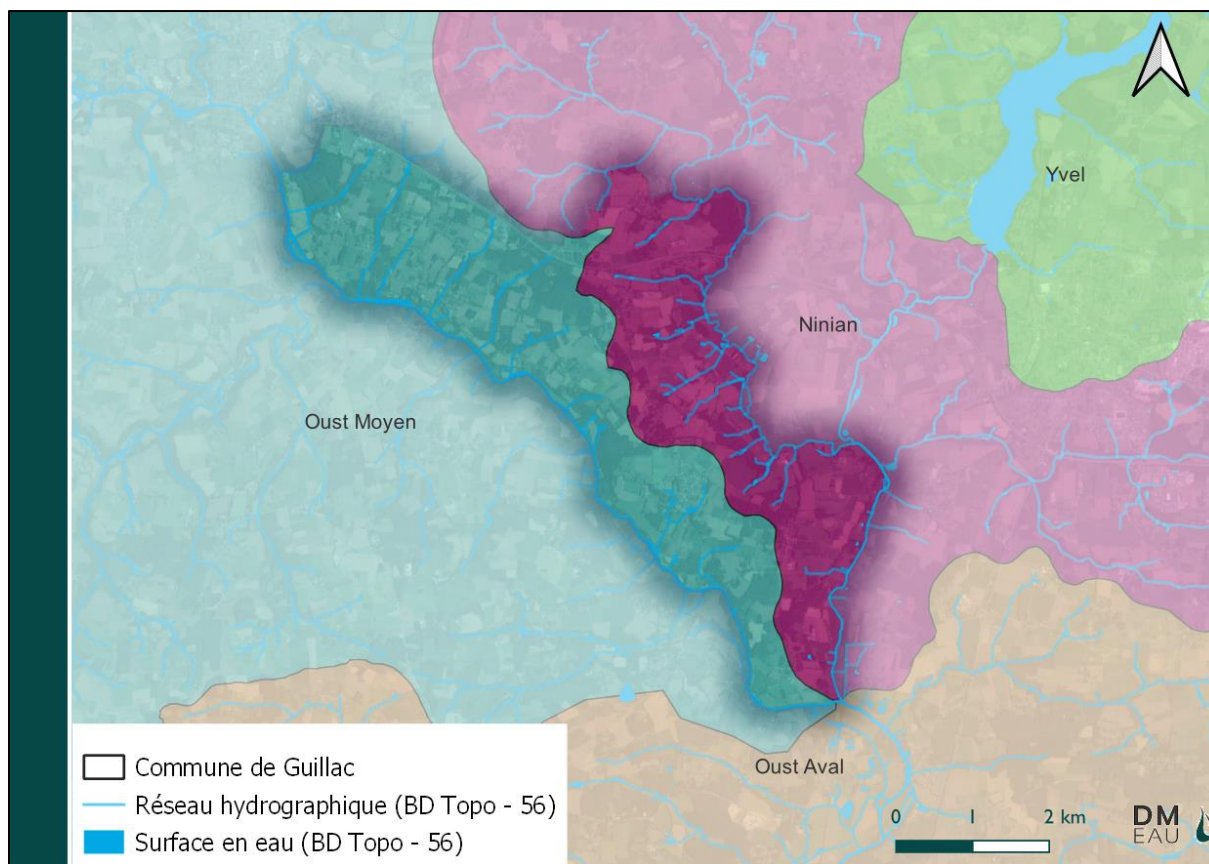 Yvel
Ninian
Oust Moyen
Oust Aval
Commune de Guillac
Réseau hydrographique (BD Topo - 56)
Surface en eau (BD Topo - 56)
0 1 2 km
DM
EAU